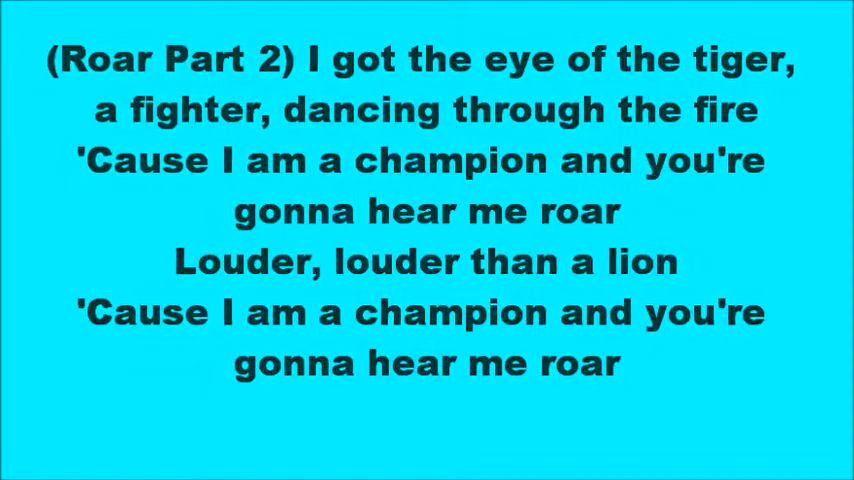 (Roar Part 2) I got the eye of the tiger,
a fighter, dancing through the fire
'Cause I am a champion and you're
gonna hear me roar
Louder, louder than a lion
'Cause I am a champion and you're
gonna hear me roar